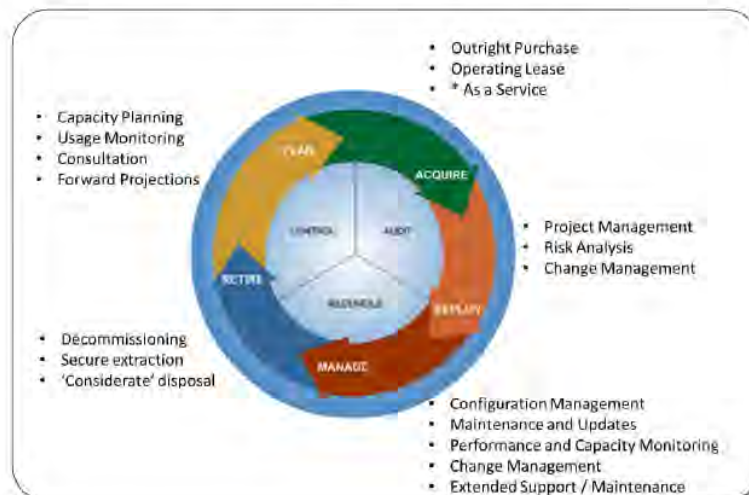 • Outright Purchase
• Operating Lease
• * As a Service
• Capacity Planning
• Usage Monitoring
• Consultation
• Forward Projections
PLAN
ACQUIRE
CONTROL
AUDIT
• Project Management
• Risk Analysis
• Change Management
RETIRE
DEPLOY
MANAGE
• Decommissioning
• Secure extraction
• 'Considerate' disposal
• Configuration Management
• Maintenance and Updates
• Performance and Capacity Monitoring
• Change Management
• Extended Support / Maintenance